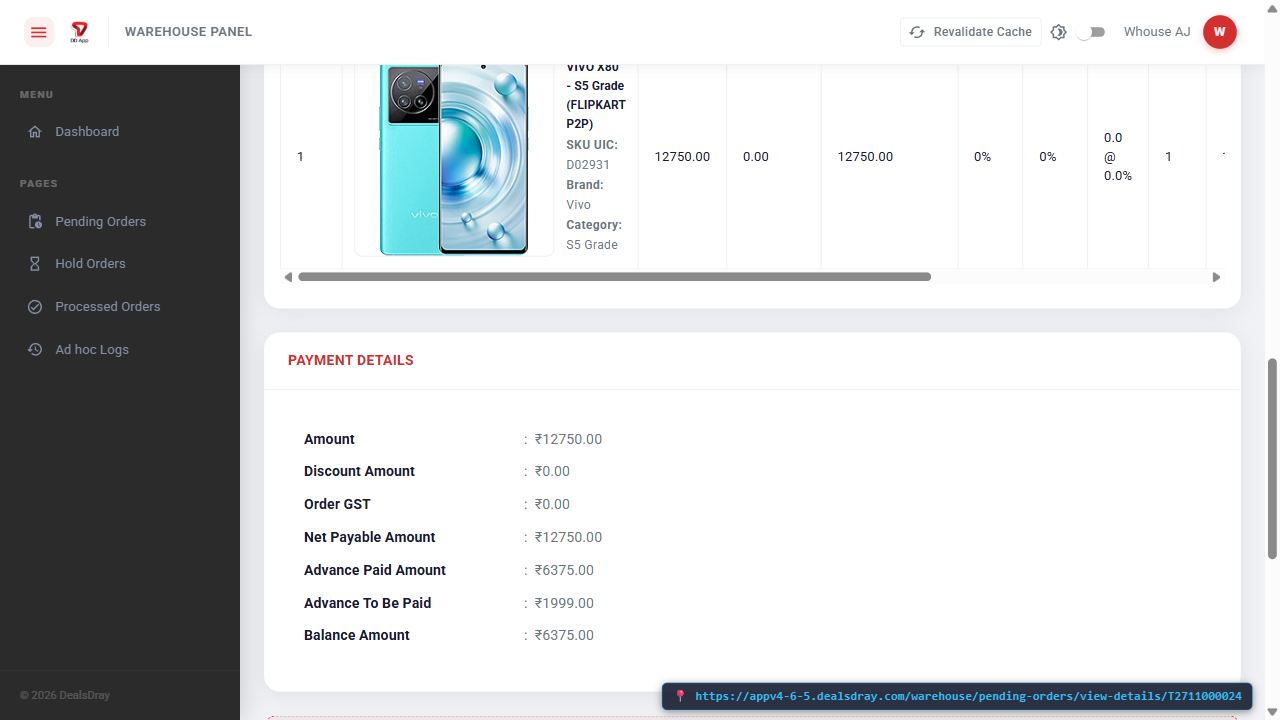 DD App
WAREHOUSE PANEL
Revalidate Cache
Whouse AJ
W
MENU
Dashboard
PAGES
Pending Orders
Hold Orders
Processed Orders
Ad hoc Logs
© 2026 DealsDray
1
vivo
VIVO X80
- S5 Grade
(FLIPKART
P2P)
SKU UIC:
D02931
Brand:
Vivo
Category:
S5 Grade
12750.00
0.00
12750.00
0%
0%
0.0
@
0.0%
1
PAYMENT DETAILS
Amount : ₹12750.00
Discount Amount : ₹0.00
Order GST : ₹0.00
Net Payable Amount : ₹12750.00
Advance Paid Amount : ₹6375.00
Advance To Be Paid : ₹1999.00
Balance Amount : ₹6375.00
https://appv4-6-5.dealsdray.com/warehouse/pending-orders/view-details/T2711000024